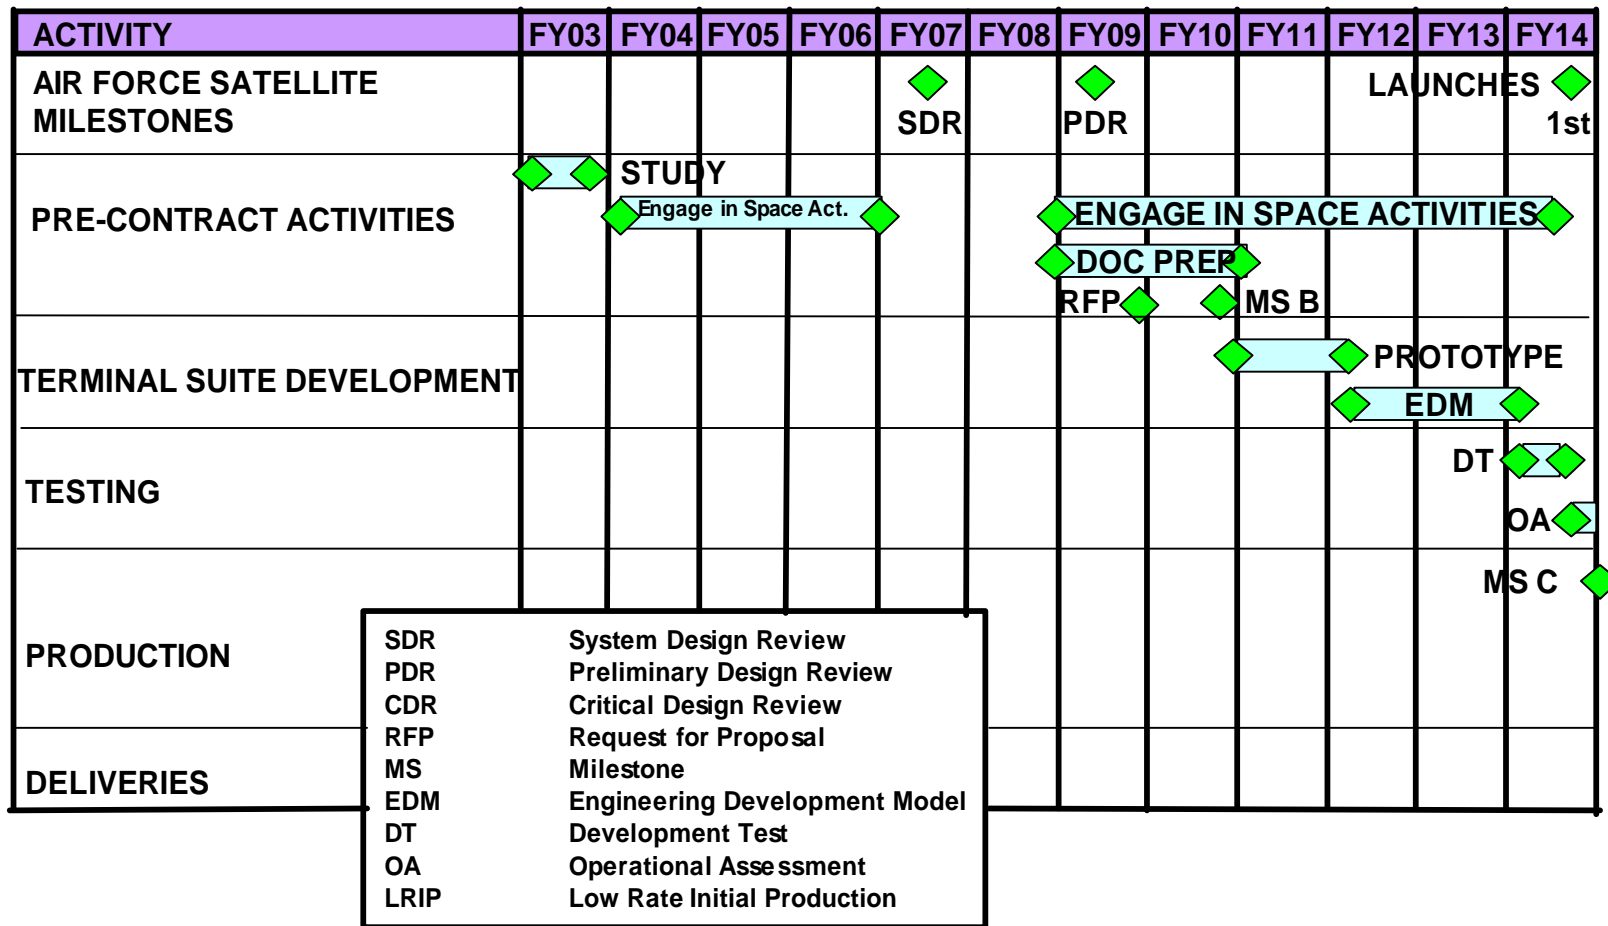 ACTIVITY FY03 FY04 FY05 FY06 FY07 FY08 FY09 FY10 FY11 FY12 FY13 FY14
AIR FORCE SATELLITE
MILESTONES
SDR
PDR
LAUNCHES
1st
PRE-CONTRACT ACTIVITIES
STUDY
Engage in Space Act.
ENGAGE IN SPACE ACTIVITIES
DOC PREP
RFP
MS B
TERMINAL SUITE DEVELOPMENT
PROTOTYPE
EDM
TESTING
DT
OA
PRODUCTION
MS C
DELIVERIES
SDR System Design Review
PDR Preliminary Design Review
CDR Critical Design Review
RFP Request for Proposal
MS Milestone
EDM Engineering Development Model
DT Development Test
OA Operational Assessment
LRIP Low Rate Initial Production